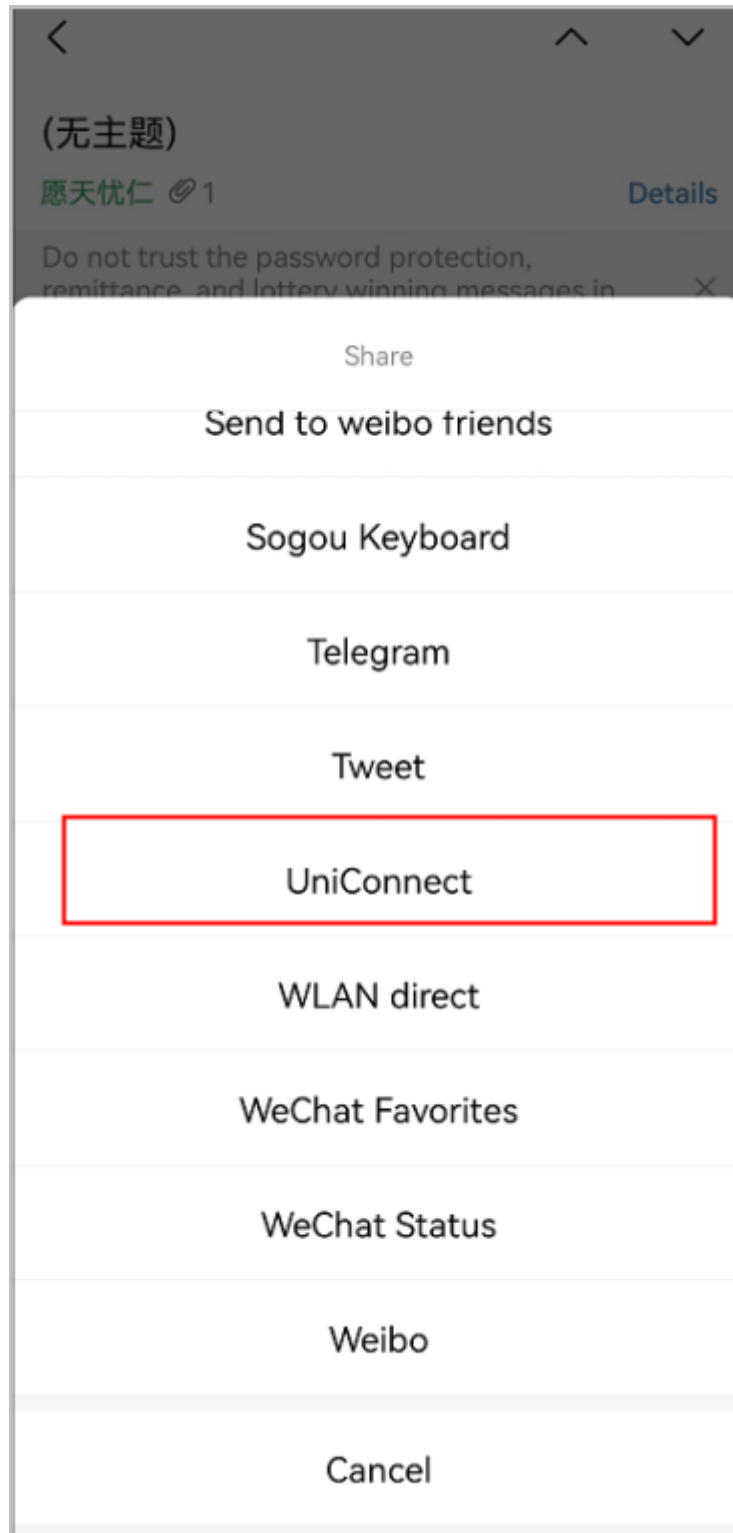 (无主题)
愿天忧仁 1
Details
Do not trust the password protection,
remittance, and lottery winning messages in
Share
Send to weibo friends
Sogou Keyboard
Telegram
Tweet
UniConnect
WLAN direct
WeChat Favorites
WeChat Status
Weibo
Cancel